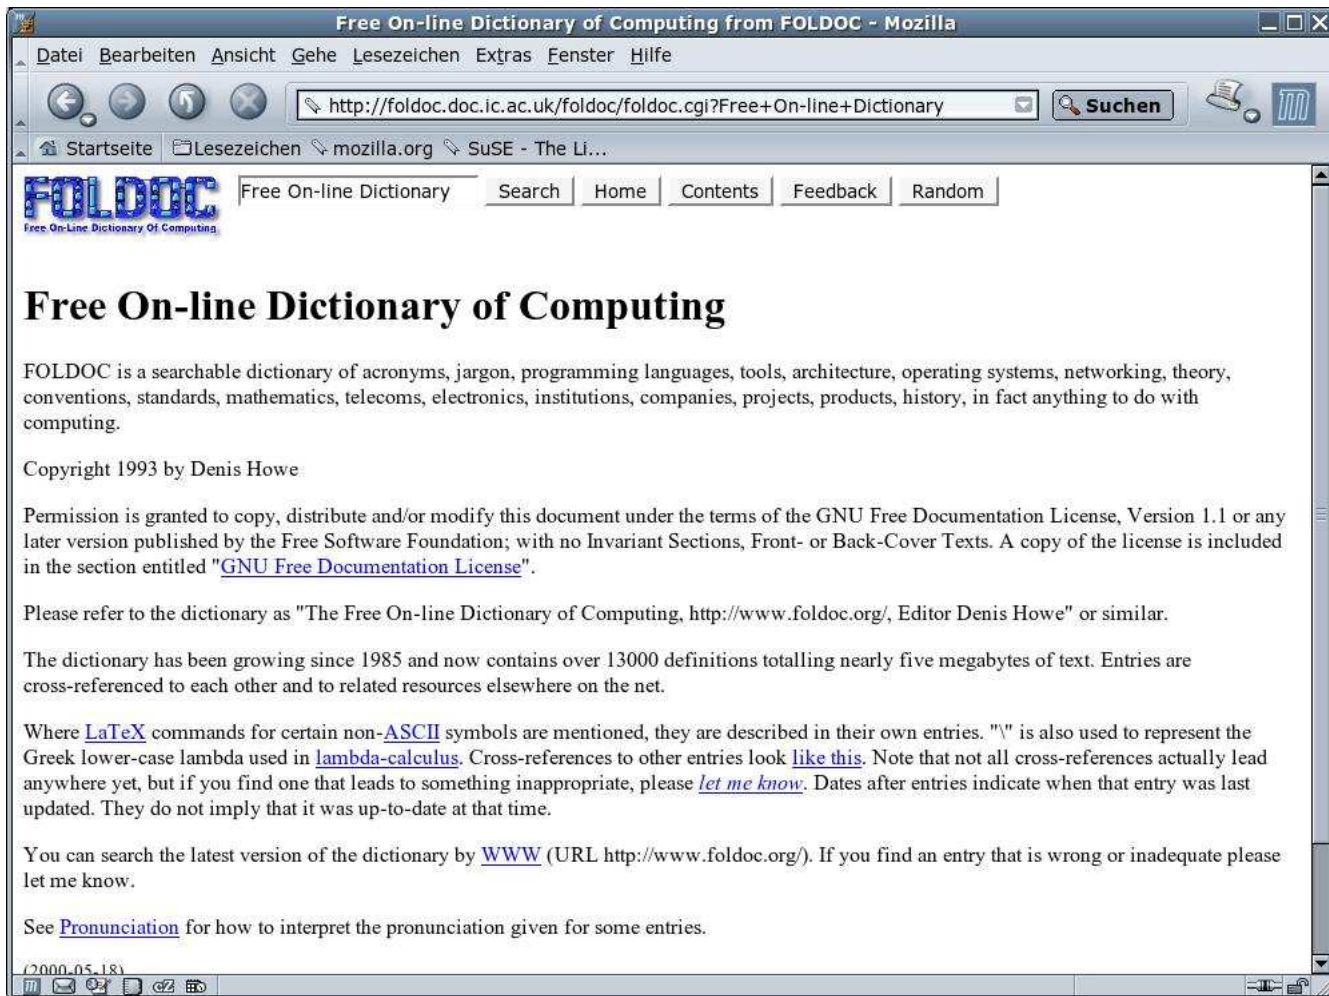 Free On-line Dictionary of Computing from FOLDOC - Mozilla
Datei Bearbeiten Ansicht Gehe Lesezeichen Extras Fenster Hilfe
http://foldoc.doc.ic.ac.uk/foldoc/foldoc.cgi?Free+On-line+Dictionary Suchen
Startseite Lesezeichen mozilla.org SuSE - The Li...
FOLDOC Free On-line Dictionary Search Home Contents Feedback Random
Free On-Line Dictionary Of Computing
Free On-line Dictionary of Computing
FOLDOC is a searchable dictionary of acronyms, jargon, programming languages, tools, architecture, operating systems, networking, theory,
conventions, standards, mathematics, telecoms, electronics, institutions, companies, projects, products, history, in fact anything to do with
computing.
Copyright 1993 by Denis Howe
Permission is granted to copy, distribute and/or modify this document under the terms of the GNU Free Documentation License, Version 1.1 or any
later version published by the Free Software Foundation; with no Invariant Sections, Front- or Back-Cover Texts. A copy of the license is included
in the section entitled "GNU Free Documentation License".
Please refer to the dictionary as "The Free On-line Dictionary of Computing, http://www.foldoc.org/, Editor Denis Howe" or similar.
The dictionary has been growing since 1985 and now contains over 13000 definitions totalling nearly five megabytes of text. Entries are
cross-referenced to each other and to related resources elsewhere on the net.
Where LaTeX commands for certain non-ASCII symbols are mentioned, they are described in their own entries. "\" is also used to represent the
Greek lower-case lambda used in lambda-calculus. Cross-references to other entries look like this. Note that not all cross-references actually lead
anywhere yet, but if you find one that leads to something inappropriate, please let me know. Dates after entries indicate when that entry was last
updated. They do not imply that it was up-to-date at that time.
You can search the latest version of the dictionary by WWW (URL http://www.foldoc.org/). If you find an entry that is wrong or inadequate please
let me know.
See Pronunciation for how to interpret the pronunciation given for some entries.
(2000-05-18)